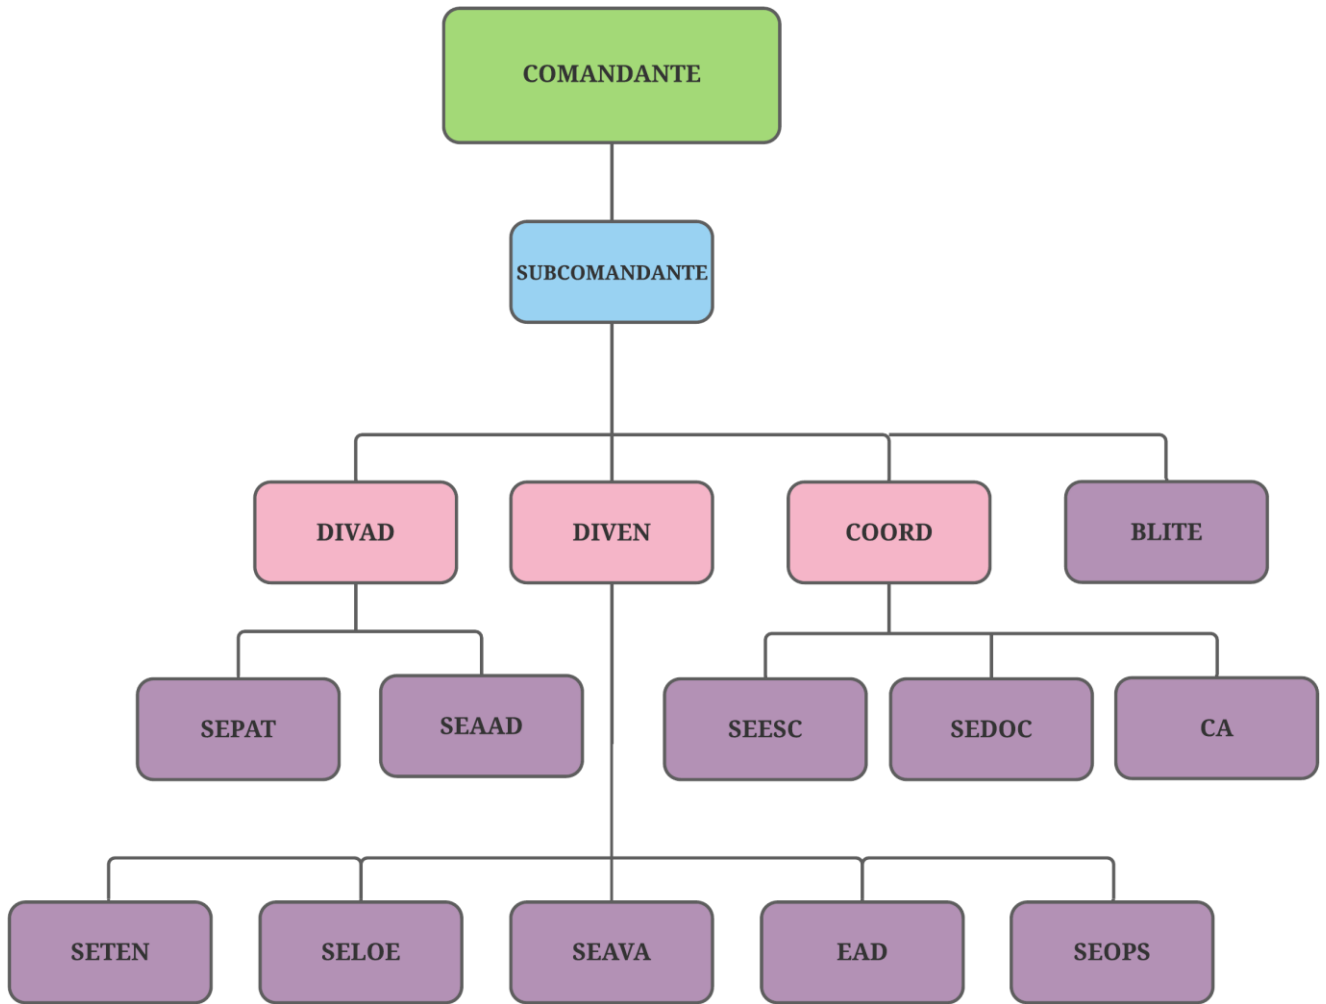 COMANDANTE
SUBCOMANDANTE
DIVAD
DIVEN
COORD
BLITE
SEPAT
SEAAD
SEESC
SEDOC
CA
SETEN
SELOE
SEAVA
EAD
SEOPS